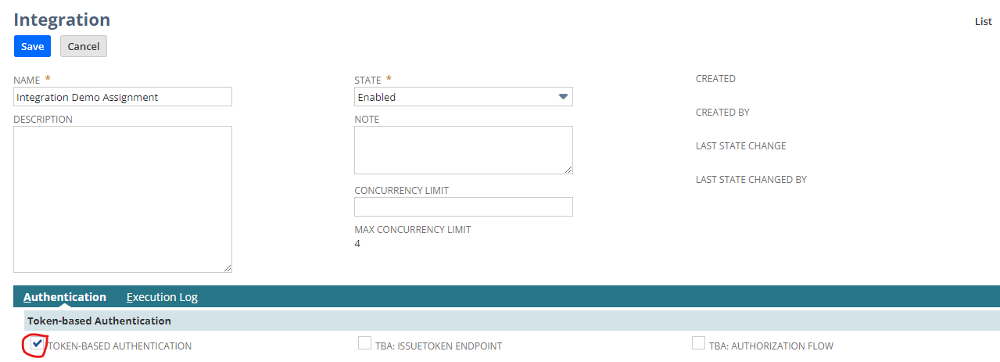 Integration
List
Save
Cancel
NAME *
Integration Demo Assignment
DESCRIPTION
STATE *
Enabled
NOTE
CONCURRENCY LIMIT
MAX CONCURRENCY LIMIT
4
CREATED
CREATED BY
LAST STATE CHANGE
LAST STATE CHANGED BY
Authentication
Execution Log
Token-based Authentication
TOKEN-BASED AUTHENTICATION
TBA: ISSUETOKEN ENDPOINT
TBA: AUTHORIZATION FLOW